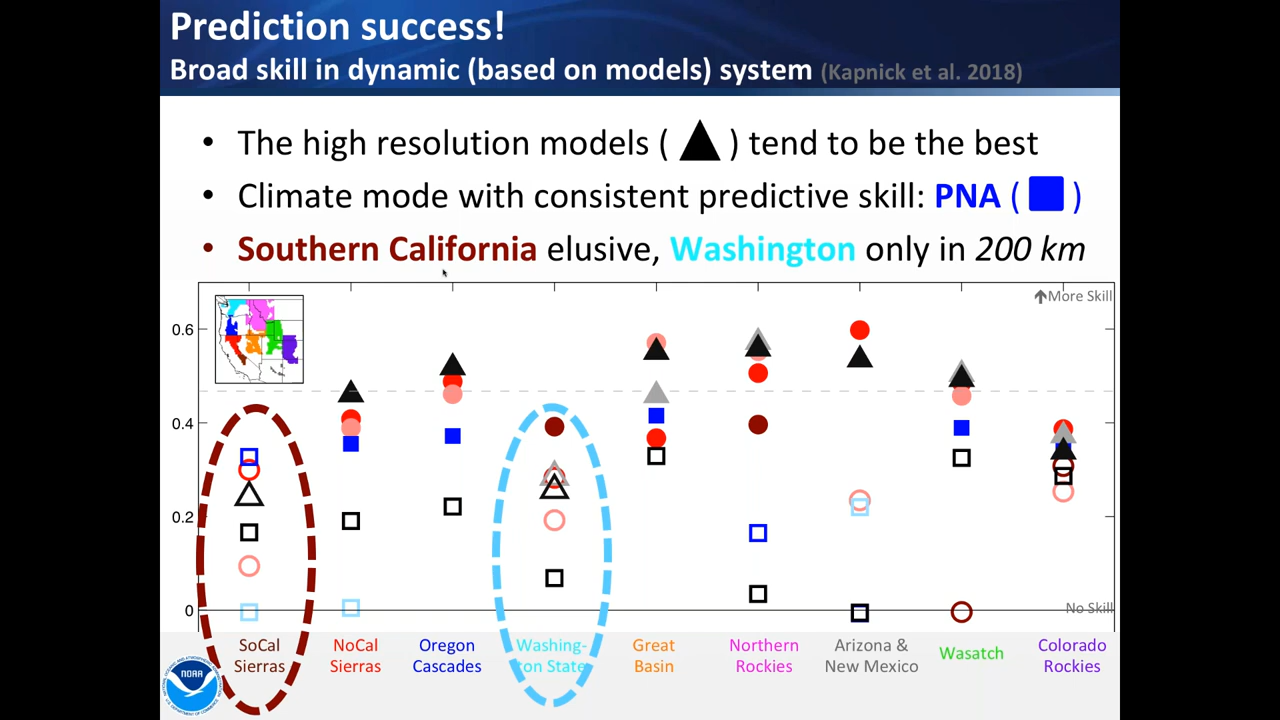 Prediction success!
Broad skill in dynamic (based on models) system (Kapnick et al. 2018)
• The high resolution models ( ▲ ) tend to be the best
• Climate mode with consistent predictive skill: PNA ( ■ )
• Southern California elusive, Washington only in 200 km
↑More Skill
0.6
0.4
0.2
0
No Skill
SoCal Sierras
NoCal Sierras
Oregon Cascades
Washing-ton State
Great Basin
Northern Rockies
Arizona & New Mexico
Wasatch
Colorado Rockies
NOAA